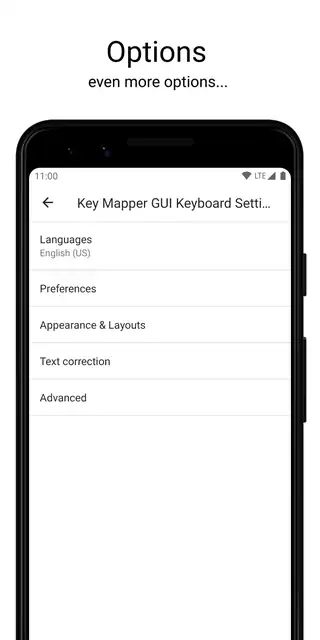 Options
even more options...
11:00
LTE
Key Mapper GUI Keyboard Setti...
Languages
English (US)
Preferences
Appearance & Layouts
Text correction
Advanced